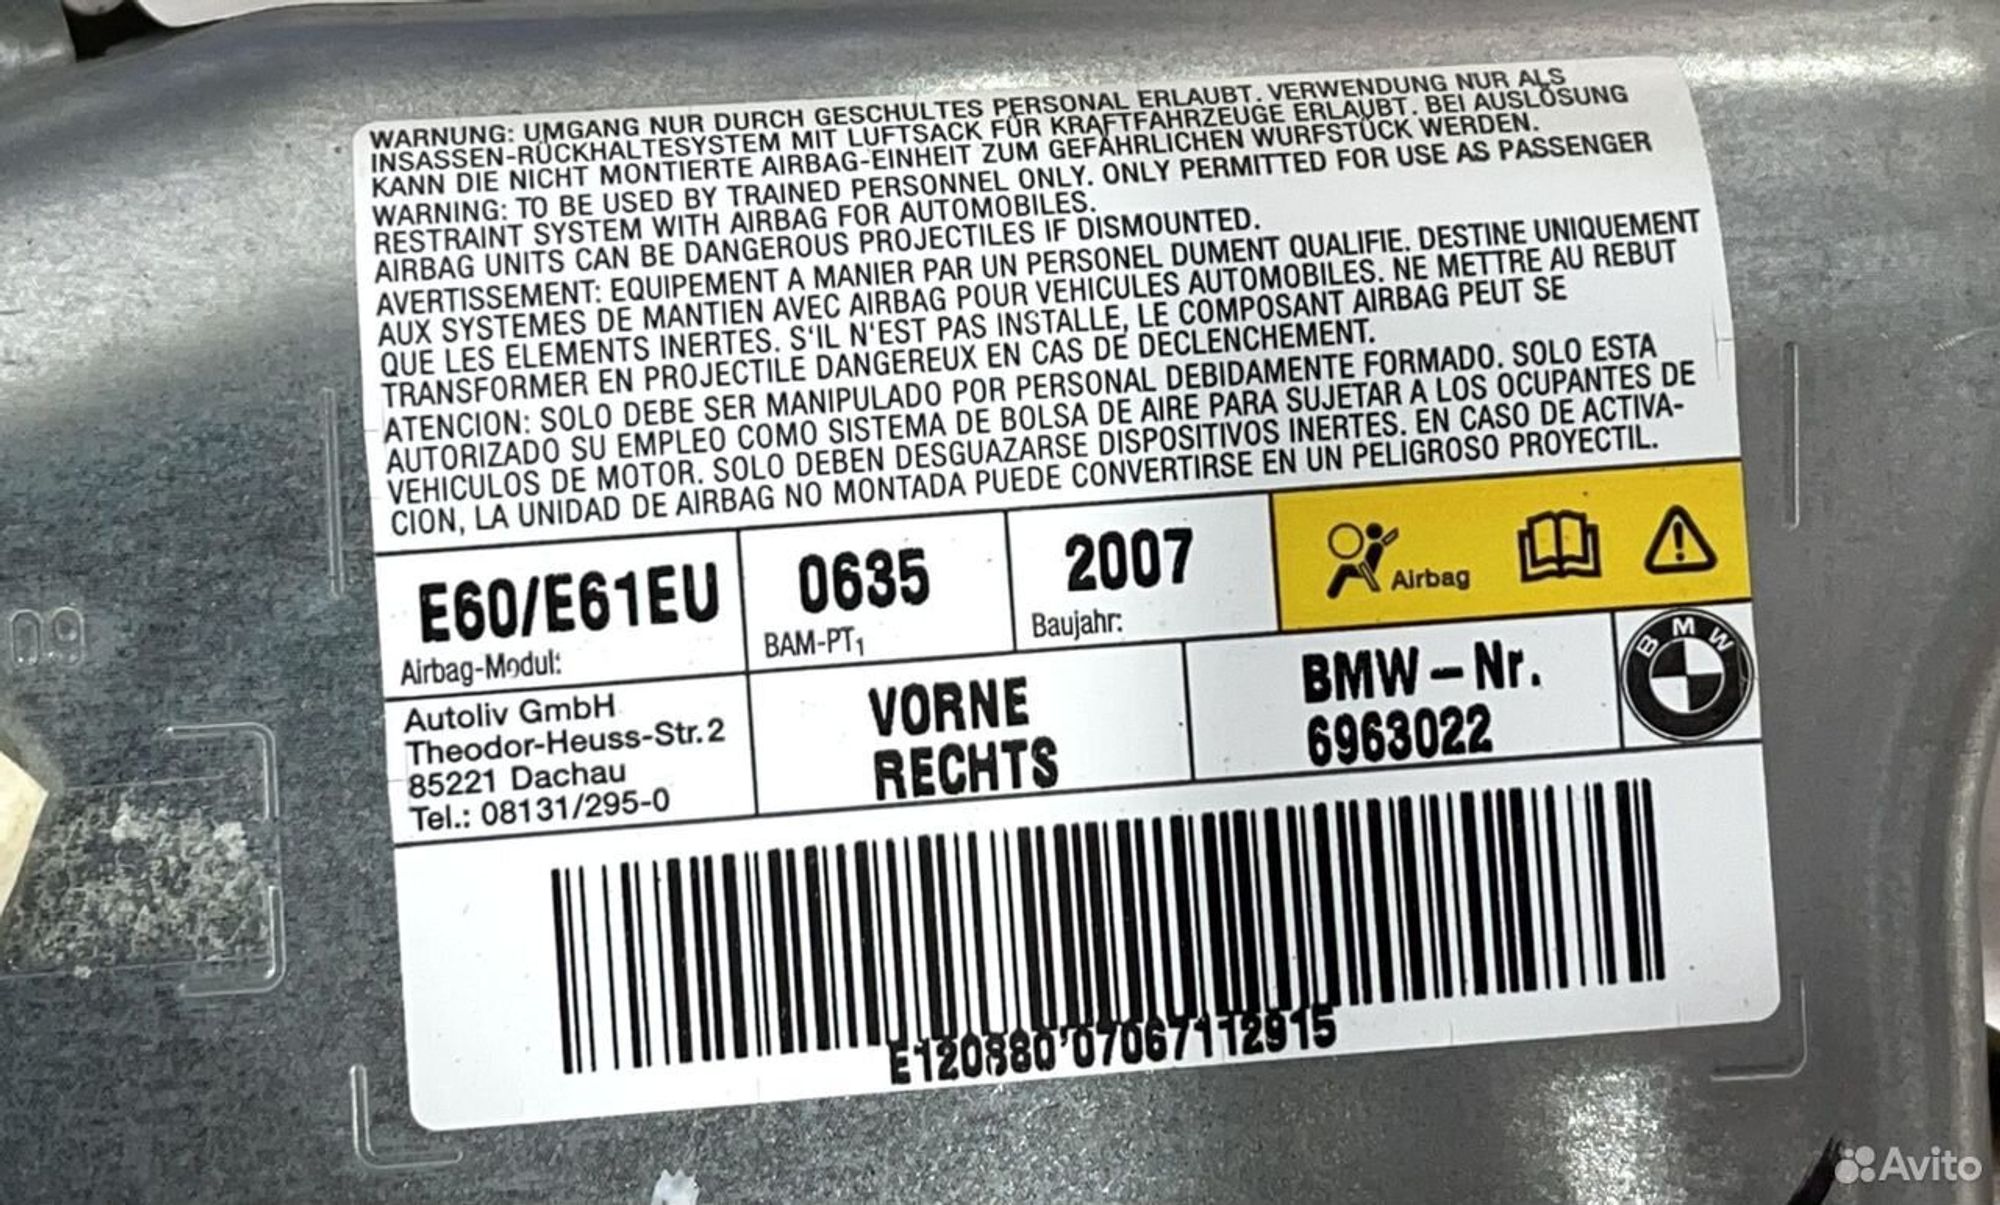 WARNUNG: UMGANG NUR DURCH GESCHULTES PERSONAL ERLAUBT. VERWENDUNG NUR ALS
INSASSEN-RÜCKHALTESYSTEM MIT LUFTSACK FÜR KRAFTFAHRZEUGE ERLAUBT. BEI AUSLÖSUNG
KANN DIE NICHT MONTIERTE AIRBAG-EINHEIT ZUM GEFÄHRLICHEN WURFSTÜCK WERDEN.
WARNING: TO BE USED BY TRAINED PERSONNEL ONLY. ONLY PERMITTED FOR USE AS PASSENGER
RESTRAINT SYSTEM WITH AIRBAG FOR AUTOMOBILES.
AIRBAG UNITS CAN BE DANGEROUS PROJECTILES IF DISMOUNTED.
AVERTISSEMENT: EQUIPEMENT A MANIER PAR UN PERSONEL DUMENT QUALIFIE. DESTINE UNIQUEMENT
AUX SYSTEMES DE MANTIEN AVEC AIRBAG POUR VEHICULES AUTOMOBILES. NE METTRE AU REBUT
QUE LES ELEMENTS INERTES. S'IL N'EST PAS INSTALLE, LE COMPOSANT AIRBAG PEUT SE
TRANSFORMER EN PROJECTILE DANGEREUX EN CAS DE DECLENCHEMENT.
ATENCION: SOLO DEBE SER MANIPULADO POR PERSONAL DEBIDAMENTE FORMADO. SOLO ESTA
AUTORIZADO SU EMPLEO COMO SISTEMA DE BOLSA DE AIRE PARA SUJETAR A LOS OCUPANTES DE
VEHICULOS DE MOTOR. SOLO DEBEN DESGUAZARSE DISPOSITIVOS INERTES. EN CASO DE ACTIVA-
CION, LA UNIDAD DE AIRBAG NO MONTADA PUEDE CONVERTIRSE EN UN PELIGROSO PROYECTIL.
E60/E61EU
Airbag-Modul:
0635
BAM-PT1
2007
Baujahr:
Airbag
Autoliv GmbH
Theodor-Heuss-Str.2
85221 Dachau
Tel.: 08131/295-0
VORNE
RECHTS
BMW-Nr.
6963022
BMW
E120880'07067112915
09
Avito